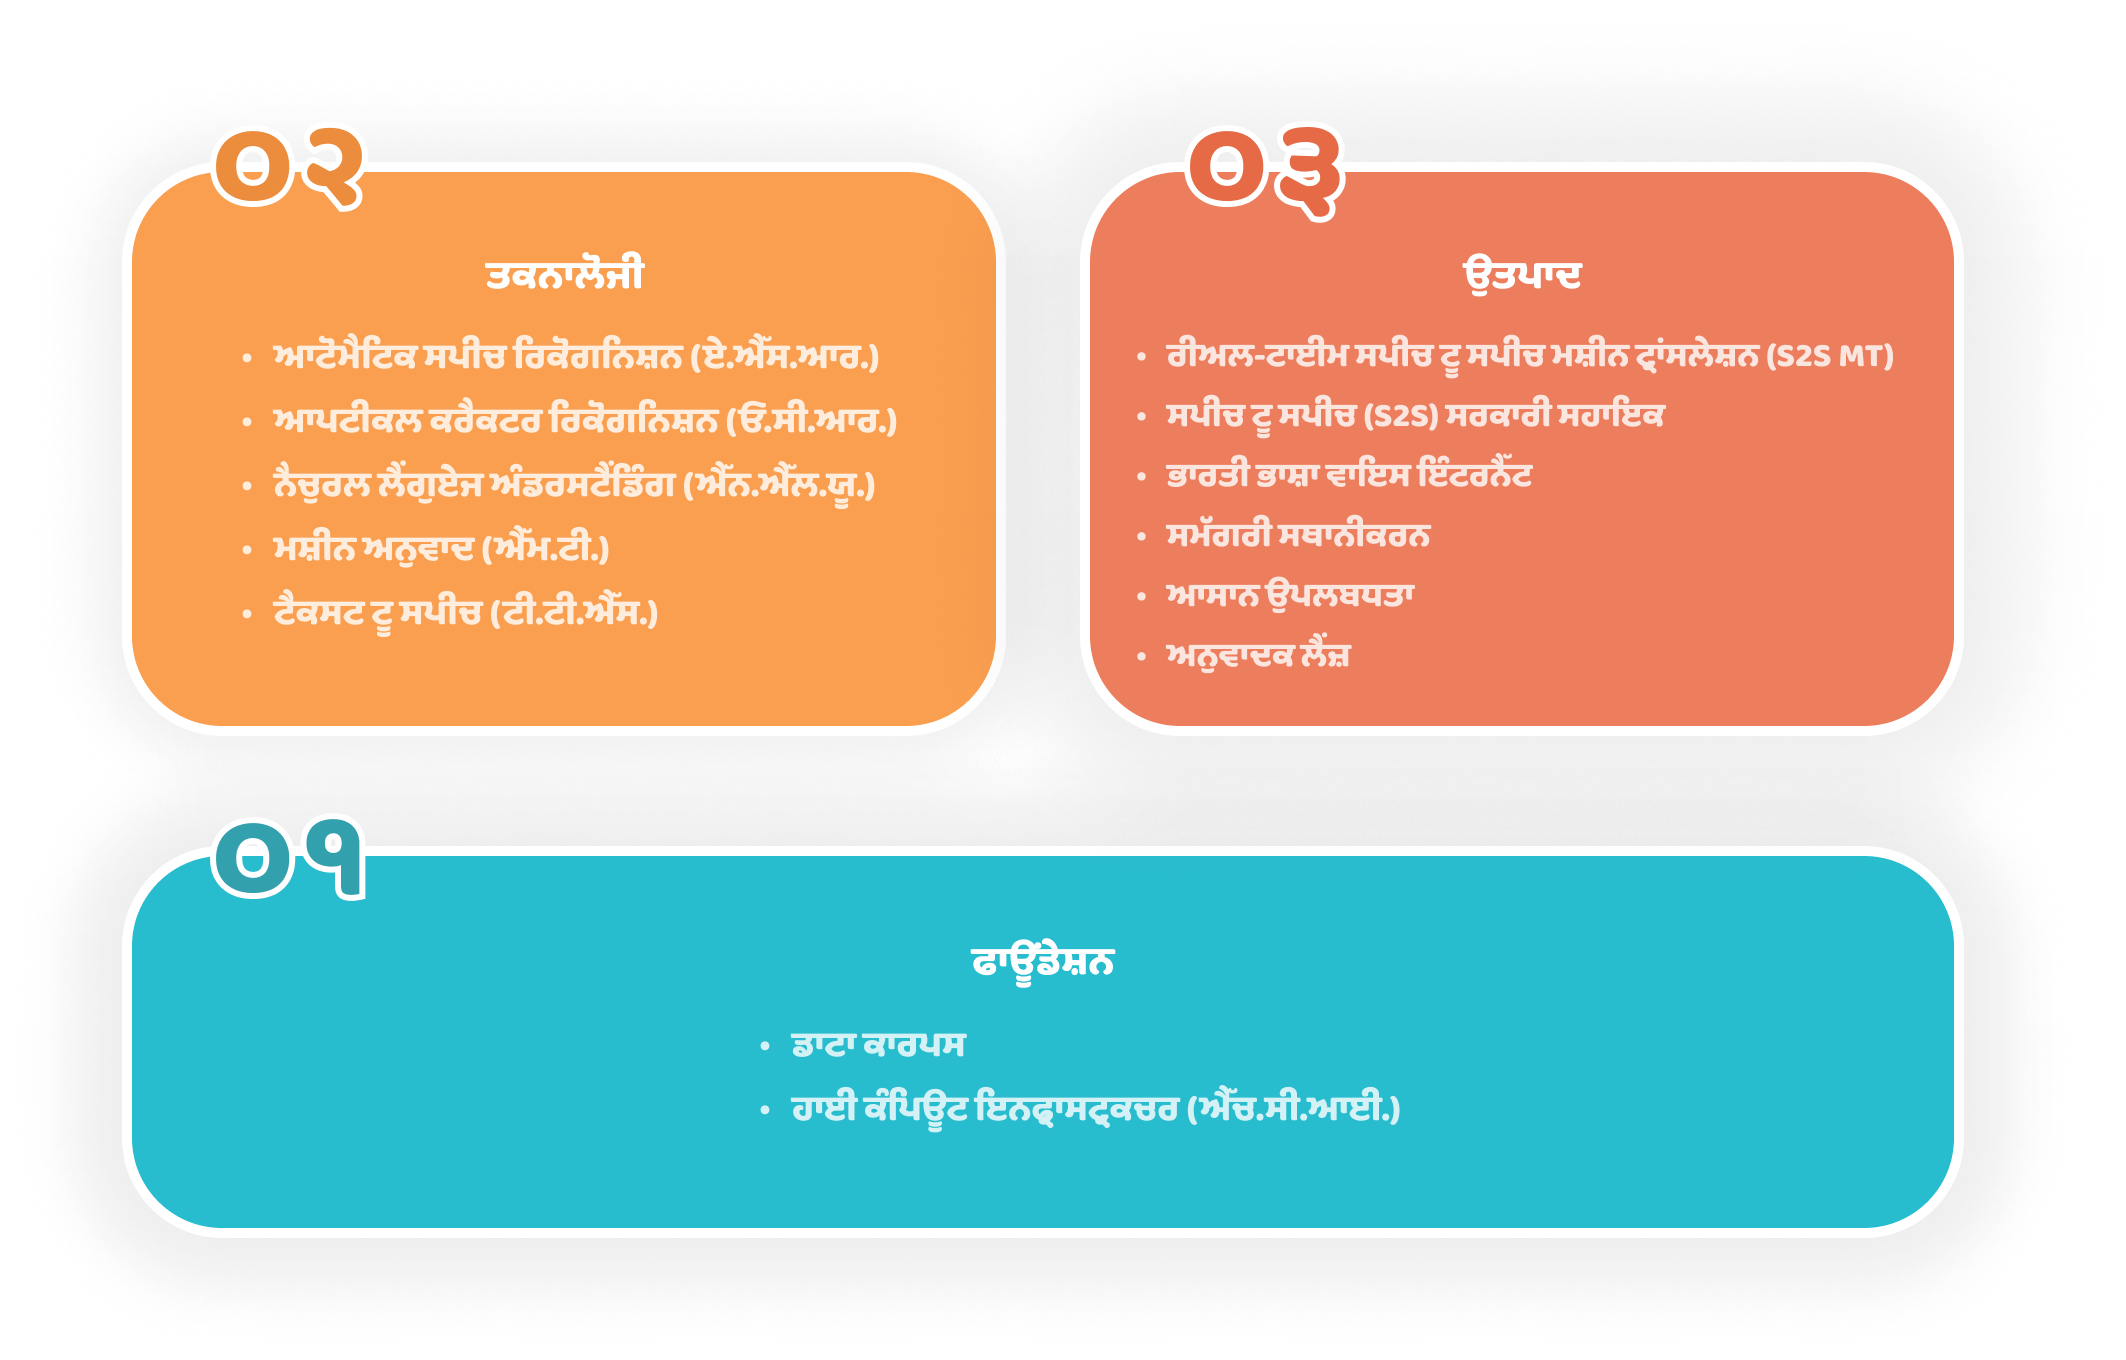 ੦੨
ਤਕਨਾਲੋਜੀ
• ਆਟੋਮੈਟਿਕ ਸਪੀਚ ਰਿਕੋਗਨਿਸ਼ਨ (ਏ.ਐੱਸ.ਆਰ.)
• ਆਪਟੀਕਲ ਕਰੈਕਟਰ ਰਿਕੋਗਨਿਸ਼ਨ (ਓ.ਸੀ.ਆਰ.)
• ਨੈਚੁਰਲ ਲੈਂਗੁਏਜ ਅੰਡਰਸਟੈਂਡਿੰਗ (ਐੱਨ.ਐੱਲ.ਯੂ.)
• ਮਸ਼ੀਨ ਅਨੁਵਾਦ (ਐੱਮ.ਟੀ.)
• ਟੈਕਸਟ ਟੂ ਸਪੀਚ (ਟੀ.ਟੀ.ਐੱਸ.)
੦੩
ਉਤਪਾਦ
• ਰੀਅਲ-ਟਾਈਮ ਸਪੀਚ ਟੂ ਸਪੀਚ ਮਸ਼ੀਨ ਟ੍ਰਾਂਸਲੇਸ਼ਨ (S2S MT)
• ਸਪੀਚ ਟੂ ਸਪੀਚ (S2S) ਸਰਕਾਰੀ ਸਹਾਇਕ
• ਭਾਰਤੀ ਭਾਸ਼ਾ ਵਾਇਸ ਇੰਟਰਨੈੱਟ
• ਸਮੱਗਰੀ ਸਥਾਨੀਕਰਨ
• ਆਸਾਨ ਉਪਲਬਧਤਾ
• ਅਨੁਵਾਦਕ ਲੈਂਜ਼
੦੧
ਫਾਊਂਡੇਸ਼ਨ
• ਡਾਟਾ ਕਾਰਪਸ
• ਹਾਈ ਕੰਪਿਊਟ ਇਨਫ੍ਰਾਸਟ੍ਰਕਚਰ (ਐੱਚ.ਸੀ.ਆਈ.)